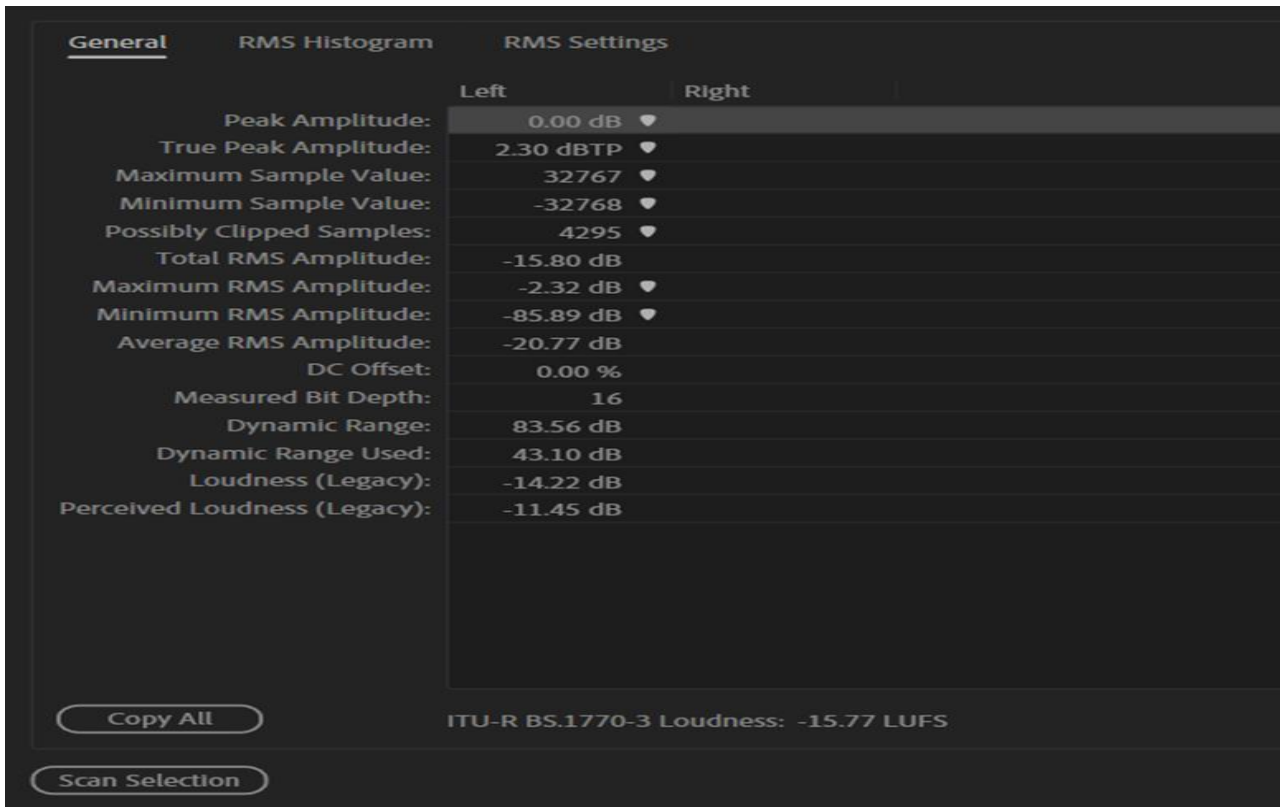 General RMS Histogram RMS Settings
Left Right
Peak Amplitude: 0.00 dB
True Peak Amplitude: 2.30 dBTP
Maximum Sample Value: 32767
Minimum Sample Value: -32768
Possibly Clipped Samples: 4295
Total RMS Amplitude: -15.80 dB
Maximum RMS Amplitude: -2.32 dB
Minimum RMS Amplitude: -85.89 dB
Average RMS Amplitude: -20.77 dB
DC Offset: 0.00 %
Measured Bit Depth: 16
Dynamic Range: 83.56 dB
Dynamic Range Used: 43.10 dB
Loudness (Legacy): -14.22 dB
Perceived Loudness (Legacy): -11.45 dB
Copy All ITU-R BS.1770-3 Loudness: -15.77 LUFS
Scan Selection